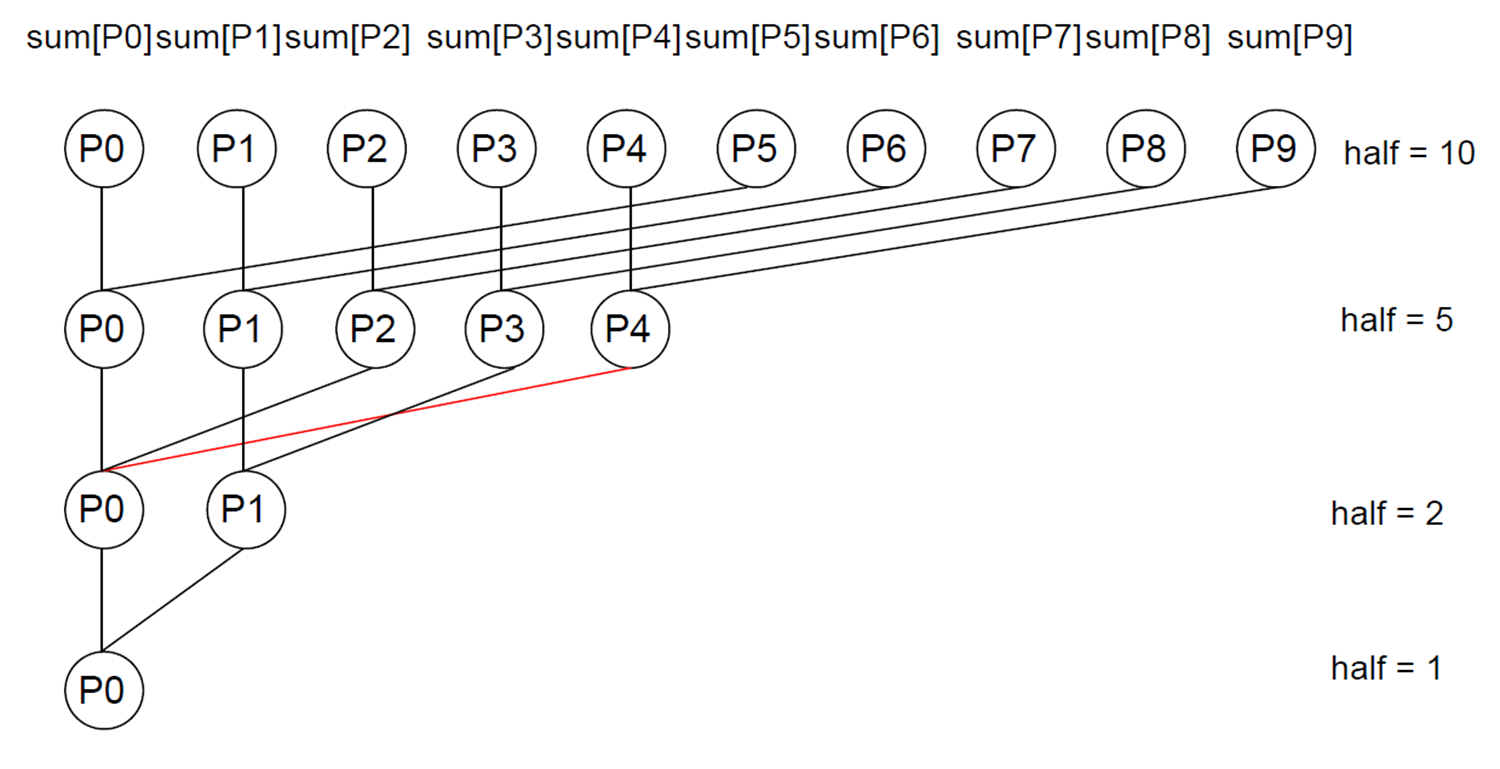 sum[P0]sum[P1]sum[P2] sum[P3]sum[P4]sum[P5]sum[P6] sum[P7]sum[P8] sum[P9]
P0 P1 P2 P3 P4 P5 P6 P7 P8 P9 half = 10
P0 P1 P2 P3 P4 half = 5
P0 P1 half = 2
P0 half = 1